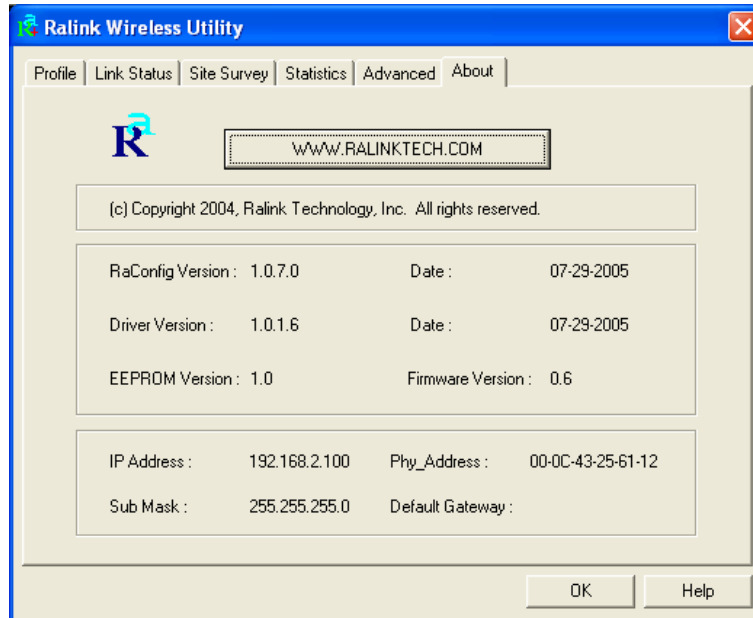 Ralink Wireless Utility
Profile Link Status Site Survey Statistics Advanced About
Ra WWW.RALINKTECH.COM
(c) Copyright 2004, Ralink Technology, Inc. All rights reserved.
RaConfig Version : 1.0.7.0 Date : 07-29-2005
Driver Version : 1.0.1.6 Date : 07-29-2005
EEPROM Version : 1.0 Firmware Version : 0.6
IP Address : 192.168.2.100 Phy_Address : 00-0C-43-25-61-12
Sub Mask : 255.255.255.0 Default Gateway :
OK Help